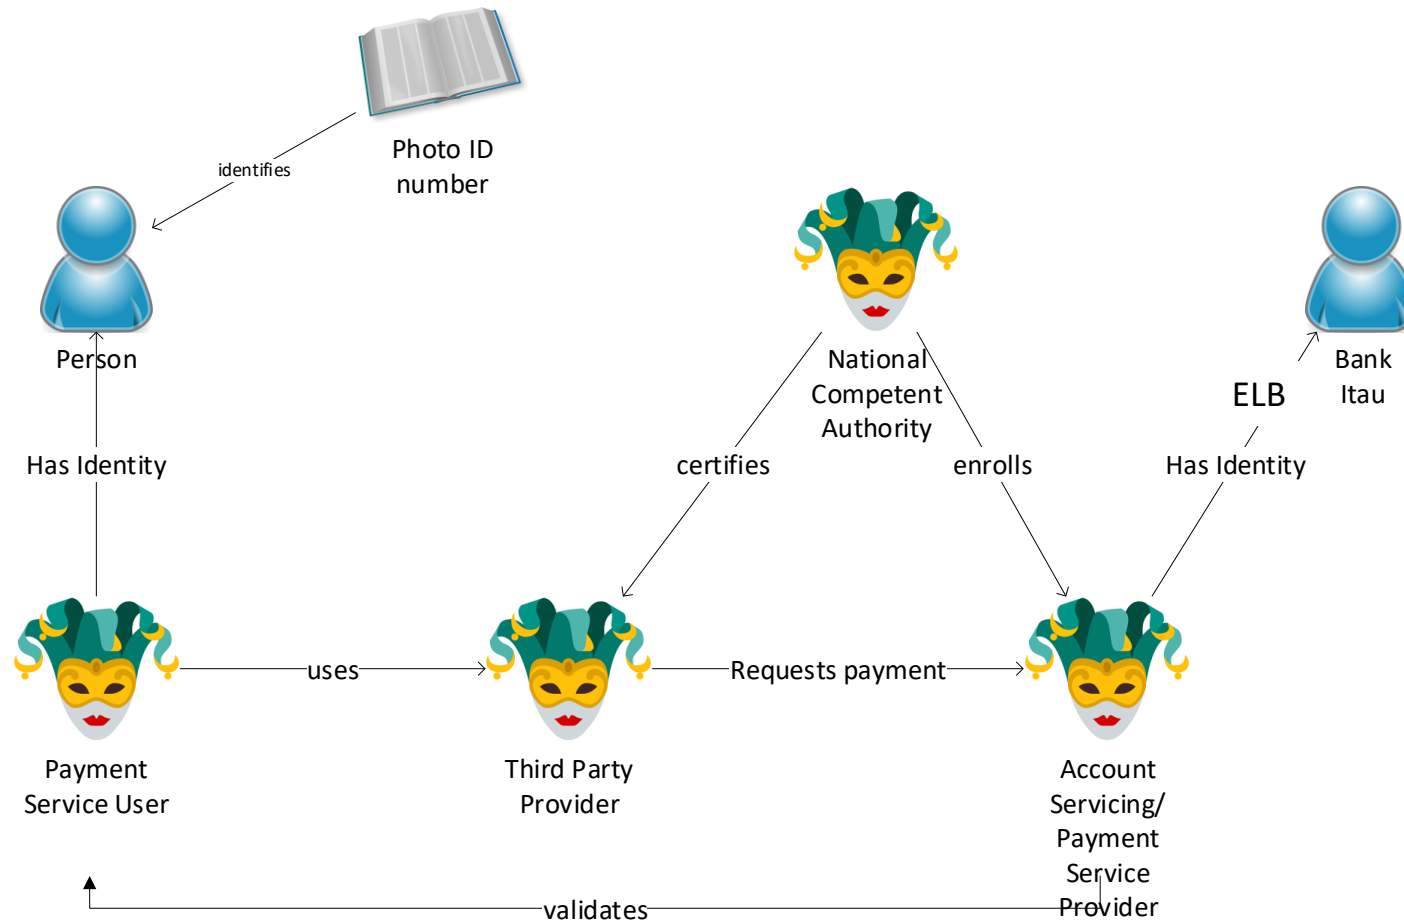 Photo ID
number
identifies
Person
National
Competent
Authority
Bank
Itau
ELB
Has Identity
certifies
enrolls
Has Identity
uses
Requests payment
Payment
Service User
Third Party
Provider
Account
Servicing/
Payment
Service
Provider
validates